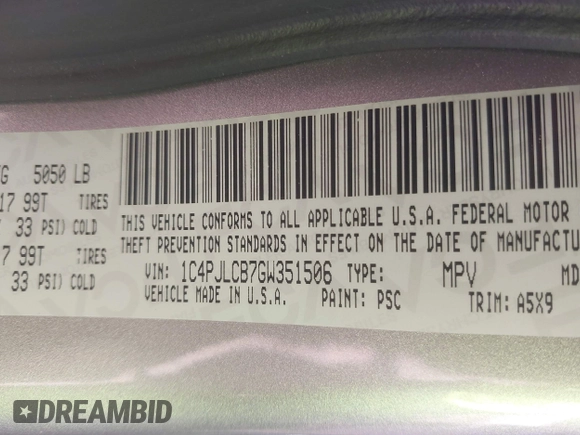 G 5050 LB
17 99T TIRES
33 PSI) COLD
7 99T TIRES
33 PSI) COLD
THIS VEHICLE CONFORMS TO ALL APPLICABLE U.S.A. FEDERAL MOTOR
THEFT PREVENTION STANDARDS IN EFFECT ON THE DATE OF MANUFACTU
VIN: 1C4PJLCB7GW351506 TYPE: MPV MD
VEHICLE MADE IN U.S.A. PAINT: PSC TRIM: A5X9
DREAMBID